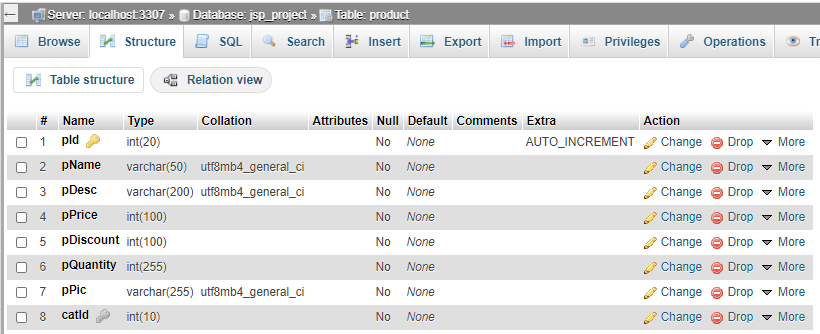 ← Server: localhost:3307 » Database: jsp_project » Table: product
Browse Structure SQL Search Insert Export Import Privileges Operations Tr
Table structure Relation view
# Name Type Collation Attributes Null Default Comments Extra Action
1 pId int(20) No None AUTO_INCREMENT Change Drop More
2 pName varchar(50) utf8mb4_general_ci No None Change Drop More
3 pDesc varchar(200) utf8mb4_general_ci No None Change Drop More
4 pPrice int(100) No None Change Drop More
5 pDiscount int(100) No None Change Drop More
6 pQuantity int(255) No None Change Drop More
7 pPic varchar(255) utf8mb4_general_ci No None Change Drop More
8 catId int(10) No None Change Drop More